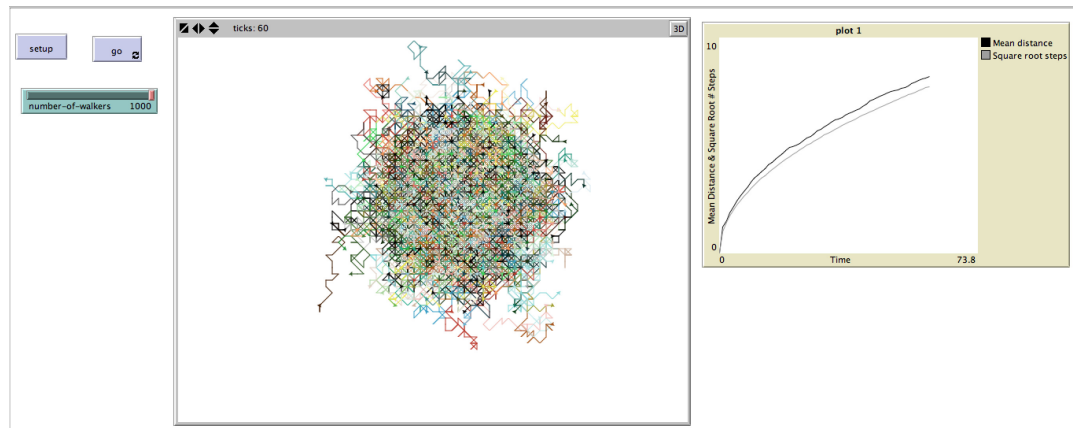 setup
go
number-of-walkers 1000
ticks: 60
3D
plot 1
10
Mean Distance & Square Root # Steps
0
0
Time
73.8
Mean distance
Square root steps